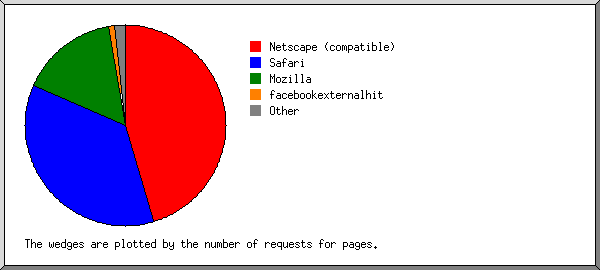 Netscape (compatible)
Safari
Mozilla
facebookexternalhit
Other
The wedges are plotted by the number of requests for pages.